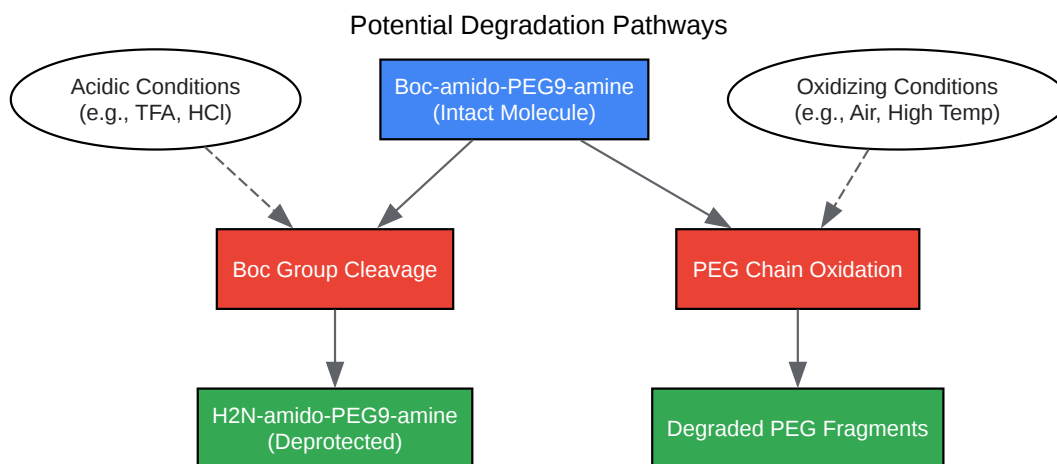 Potential Degradation Pathways
Acidic Conditions
(e.g., TFA, HCl)
Boc-amido-PEG9-amine
(Intact Molecule)
Oxidizing Conditions
(e.g., Air, High Temp)
Boc Group Cleavage
PEG Chain Oxidation
H2N-amido-PEG9-amine
(Deprotected)
Degraded PEG Fragments